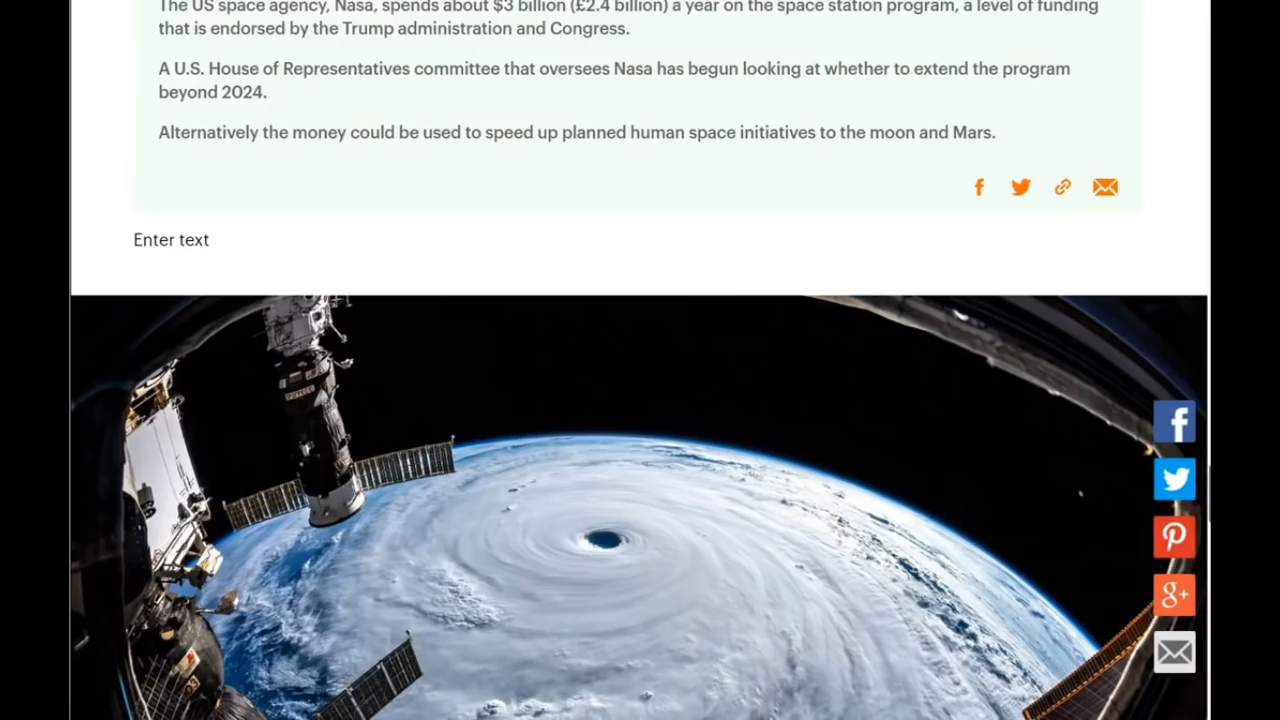 The US space agency, Nasa, spends about $3 billion (£2.4 billion) a year on the space station program, a level of funding
that is endorsed by the Trump administration and Congress.
A U.S. House of Representatives committee that oversees Nasa has begun looking at whether to extend the program
beyond 2024.
Alternatively the money could be used to speed up planned human space initiatives to the moon and Mars.
Enter text